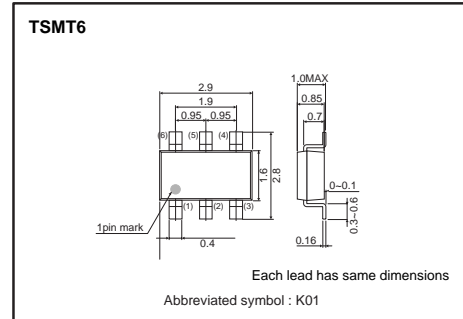 TSMT6
2.9
1.9
0.95 0.95
(6) (5) (4)
1.6
2.8
1pin mark
(1) (2) (3)
0.4
1.0MAX
0.85
0.7
0~0.1
0.3~0.6
0.16
Each lead has same dimensions
Abbreviated symbol : K01